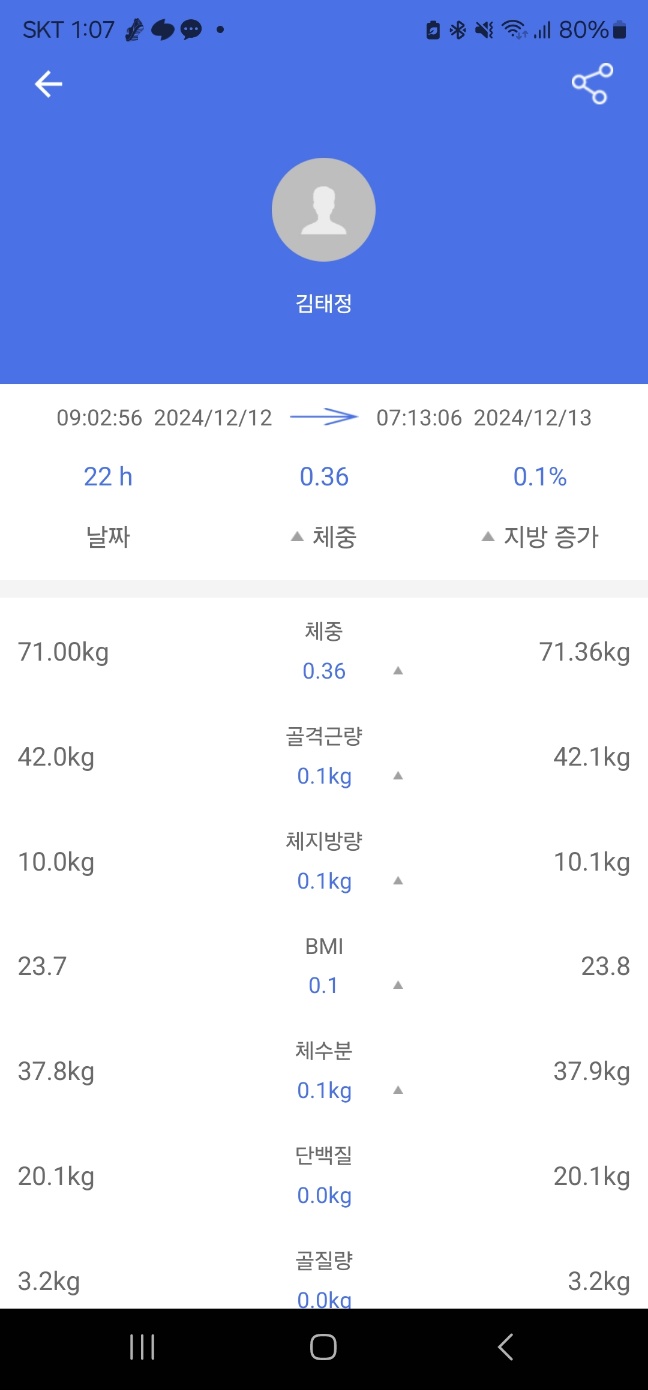 SKT 1:07 80%
김태정
09:02:56 2024/12/12 07:13:06 2024/12/13
22 h 0.36 0.1%
날짜 ▲ 체중 ▲ 지방 증가
체중
71.00kg 0.36 ▲ 71.36kg
골격근량
42.0kg 0.1kg ▲ 42.1kg
체지방량
10.0kg 0.1kg ▲ 10.1kg
BMI
23.7 0.1 ▲ 23.8
체수분
37.8kg 0.1kg ▲ 37.9kg
단백질
20.1kg 0.0kg 20.1kg
골질량
3.2kg 0.0kg 3.2kg